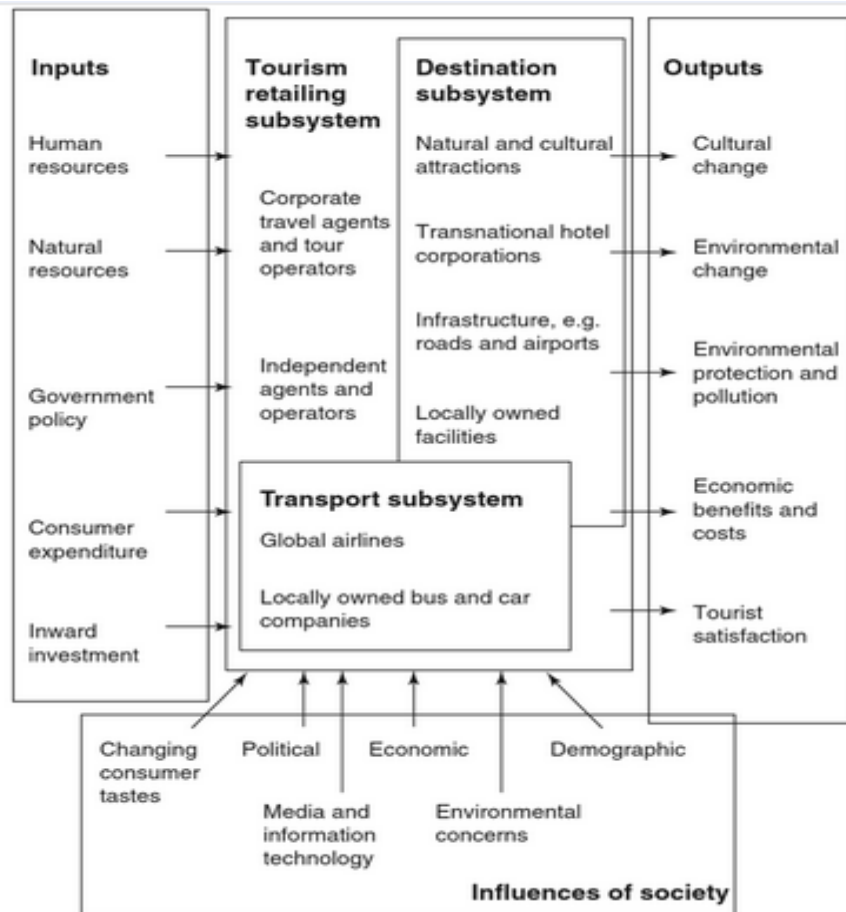 Inputs
Human
resources
Natural
resources
Government
policy
Consumer
expenditure
Inward
investment
Tourism
retailing
subsystem
Corporate
travel agents
and tour
operators
Independent
agents and
operators
Destination
subsystem
Natural and cultural
attractions
Transnational hotel
corporations
Infrastructure, e.g.
roads and airports
Locally owned
facilities
Transport subsystem
Global airlines
Locally owned bus and car
companies
Outputs
Cultural
change
Environmental
change
Environmental
protection and
pollution
Economic
benefits and
costs
Tourist
satisfaction
Changing
consumer
tastes
Political
Media and
information
technology
Economic
Environmental
concerns
Demographic
Influences of society